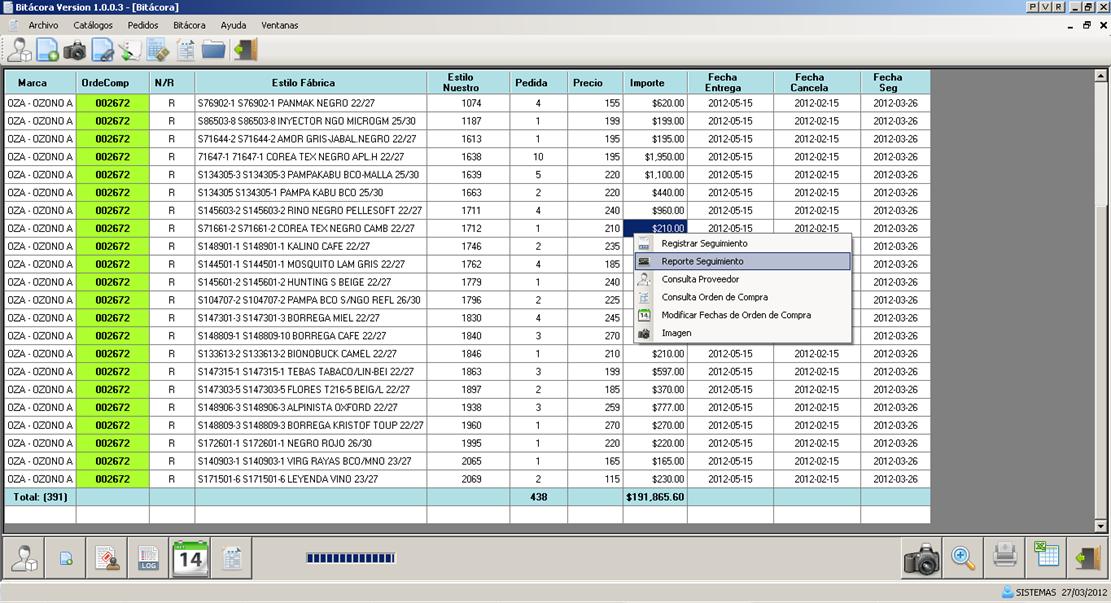 Bitácora Version 1.0.0.3 - [Bitácora] P V R
Archivo Catálogos Pedidos Bitácora Ayuda Ventanas
Marca OrdeComp N/R Estilo Fábrica Estilo Nuestro Pedida Precio Importe Fecha Entrega Fecha Cancela Fecha Seg
OZA - OZONO A 002672 R S76902-1 S76902-1 PANMAK NEGRO 22/27 1074 4 155 $620.00 2012-05-15 2012-02-15 2012-03-26
OZA - OZONO A 002672 R S86503-8 S86503-8 INYECTOR NGO MICROGM 25/30 1187 1 199 $199.00 2012-05-15 2012-02-15 2012-03-26
OZA - OZONO A 002672 R S71644-2 S71644-2 AMOR GRIS-JABAL.NEGRO 22/27 1613 1 195 $195.00 2012-05-15 2012-02-15 2012-03-26
OZA - OZONO A 002672 R 71647-1 71647-1 COREA TEX NEGRO APL.H 22/27 1638 10 195 $1,950.00 2012-05-15 2012-02-15 2012-03-26
OZA - OZONO A 002672 R S134305-3 S134305-3 PAMPAKABU BCO-MALLA 25/30 1639 5 220 $1,100.00 2012-05-15 2012-02-15 2012-03-26
OZA - OZONO A 002672 R S134305 S134305-1 PAMPA KABU BCO 25/30 1663 2 220 $440.00 2012-05-15 2012-02-15 2012-03-26
OZA - OZONO A 002672 R S145603-2 S145603-2 RINO NEGRO PELLESOFT 22/27 1711 4 240 $960.00 2012-05-15 2012-02-15 2012-03-26
OZA - OZONO A 002672 R S71661-2 S71661-2 COREA TEX NEGRO CAMB 22/27 1712 1 210 $210.00 2012-05-15 2012-02-15 2012-03-26
OZA - OZONO A 002672 R S148901-1 S148901-1 KALINO CAFE 22/27 1746 2 235
OZA - OZONO A 002672 R S144501-1 S144501-1 MOSQUITO LAM GRIS 22/27 1762 4 185
OZA - OZONO A 002672 R S145601-2 S145601-2 HUNTING S BEIGE 22/27 1779 1 240
OZA - OZONO A 002672 R S104707-2 S104707-2 PAMPA BCO S/NGO REFL 26/30 1796 2 225
OZA - OZONO A 002672 R S147301-3 S147301-3 BORREGA MIEL 22/27 1830 4 245
OZA - OZONO A 002672 R S148809-1 S148809-10 BORREGA CAFE 22/27 1840 3 270
2012-03-26
2012-03-26
2012-03-26
2012-03-26
2012-03-26
2012-03-26
Registrar Seguimiento
Reporte Seguimiento
Consulta Proveedor
Consulta Orden de Compra
14 Modificar Fechas de Orden de Compra
Imagen
OZA - OZONO A 002672 R S133613-2 S133613-2 BIONOBUCK CAMEL 22/27 1846 1 210 $210.00 2012-05-15 2012-02-15 2012-03-26
OZA - OZONO A 002672 R S147315-1 S147315-1 TEBAS TABACO/LIN-BEI 22/27 1863 3 199 $597.00 2012-05-15 2012-02-15 2012-03-26
OZA - OZONO A 002672 R S147303-5 S147303-5 FLORES T216-5 BEIG/L 22/27 1897 2 185 $370.00 2012-05-15 2012-02-15 2012-03-26
OZA - OZONO A 002672 R S148906-3 S148906-3 ALPINISTA OXFORD 22/27 1938 3 259 $777.00 2012-05-15 2012-02-15 2012-03-26
OZA - OZONO A 002672 R S148809-3 S148809-3 BORREGA KRISTOF TOUP 22/27 1960 1 270 $270.00 2012-05-15 2012-02-15 2012-03-26
OZA - OZONO A 002672 R S172601-1 S172601-1 NEGRO ROJO 26/30 1995 1 220 $220.00 2012-05-15 2012-02-15 2012-03-26
OZA - OZONO A 002672 R S140903-1 S140903-1 VIRG RAYAS BCO/MNO 23/27 2065 1 165 $165.00 2012-05-15 2012-02-15 2012-03-26
OZA - OZONO A 002672 R S171501-6 S171501-6 LEYENDA VINO 23/27 2069 2 115 $230.00 2012-05-15 2012-02-15 2012-03-26
Total: (391) 438 $191,865.60
LOG 14
SISTEMAS 27/03/2012